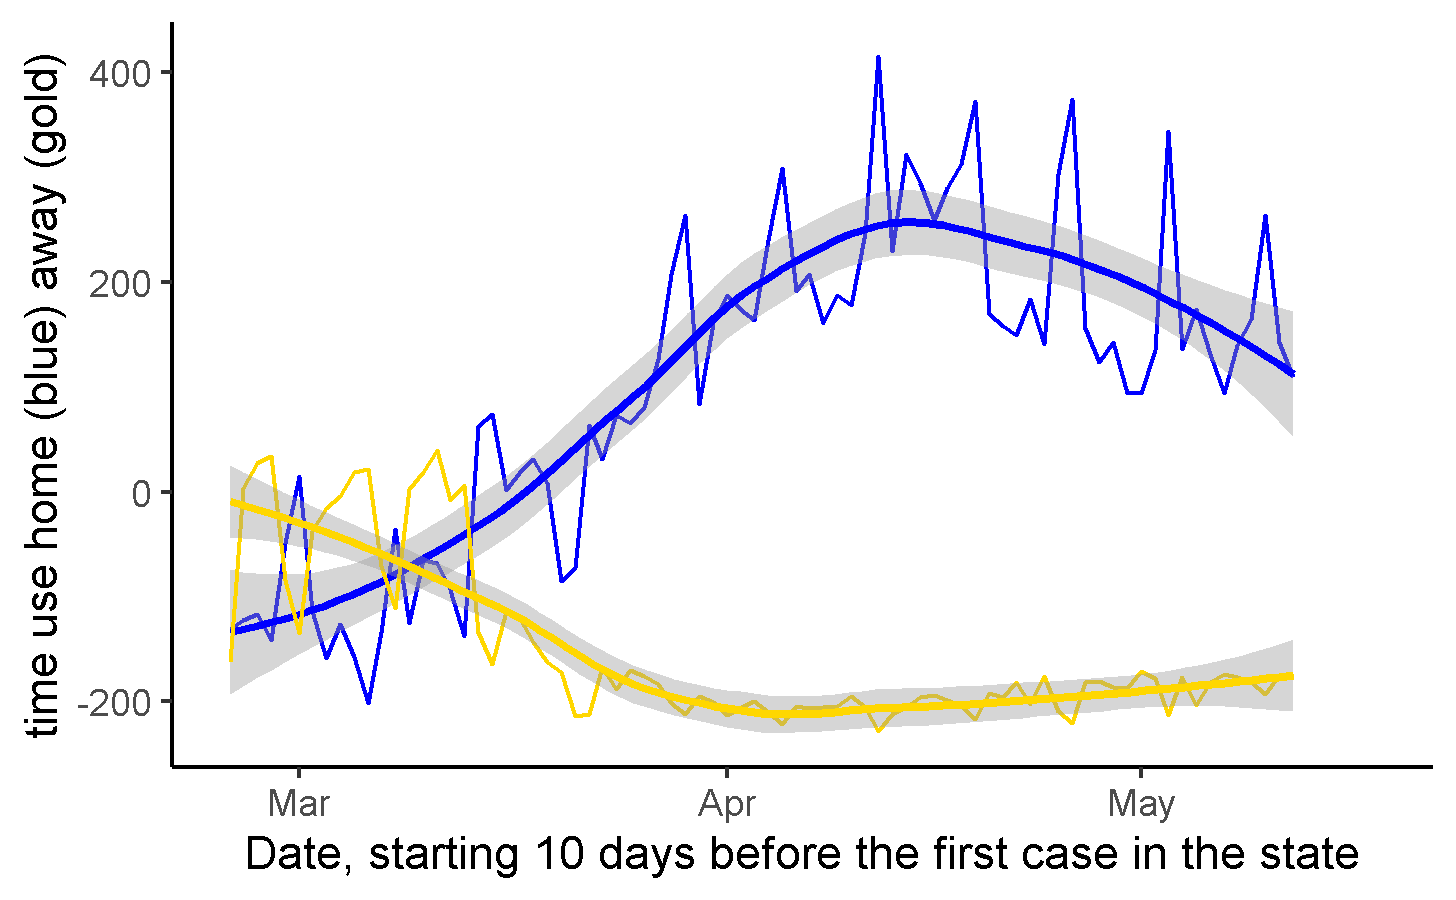 time use home (blue) away (gold)
400
200
0
-200
Mar Apr May
Date, starting 10 days before the first case in the state